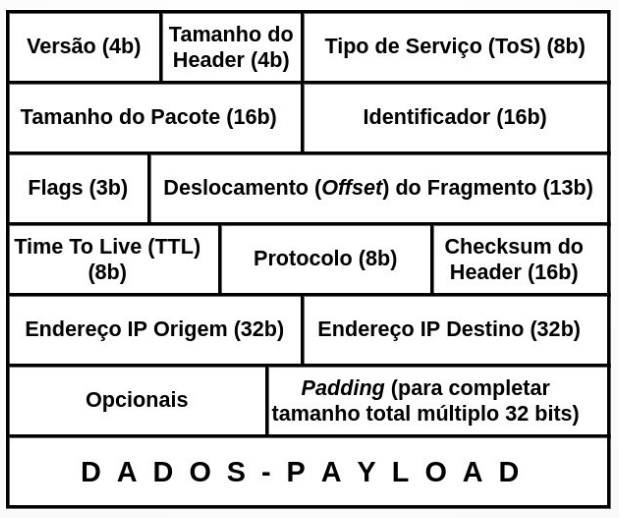 Versão (4b)
Tamanho do
Header (4b)
Tipo de Serviço (ToS) (8b)
Tamanho do Pacote (16b)
Identificador (16b)
Flags (3b)
Deslocamento (Offset) do Fragmento (13b)
Time To Live (TTL)
(8b)
Protocolo (8b)
Checksum do
Header (16b)
Endereço IP Origem (32b)
Endereço IP Destino (32b)
Opcionais
Padding (para completar
tamanho total múltiplo 32 bits)
D A D O S - P A Y L O A D